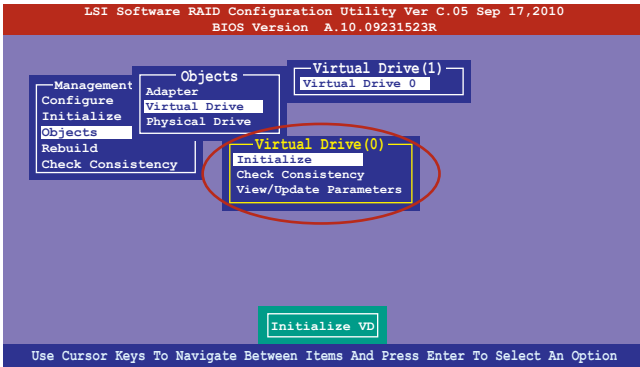 LSI Software RAID Configuration Utility Ver C.05 Sep 17,2010
BIOS Version A.10.09231523R
Management
Configure
Initialize
Objects
Rebuild
Check Consistency
Objects
Adapter
Virtual Drive
Physical Drive
Virtual Drive(1)
Virtual Drive 0
Virtual Drive(0)
Initialize
Check Consistency
View/Update Parameters
Initialize VD
Use Cursor Keys To Navigate Between Items And Press Enter To Select An Option